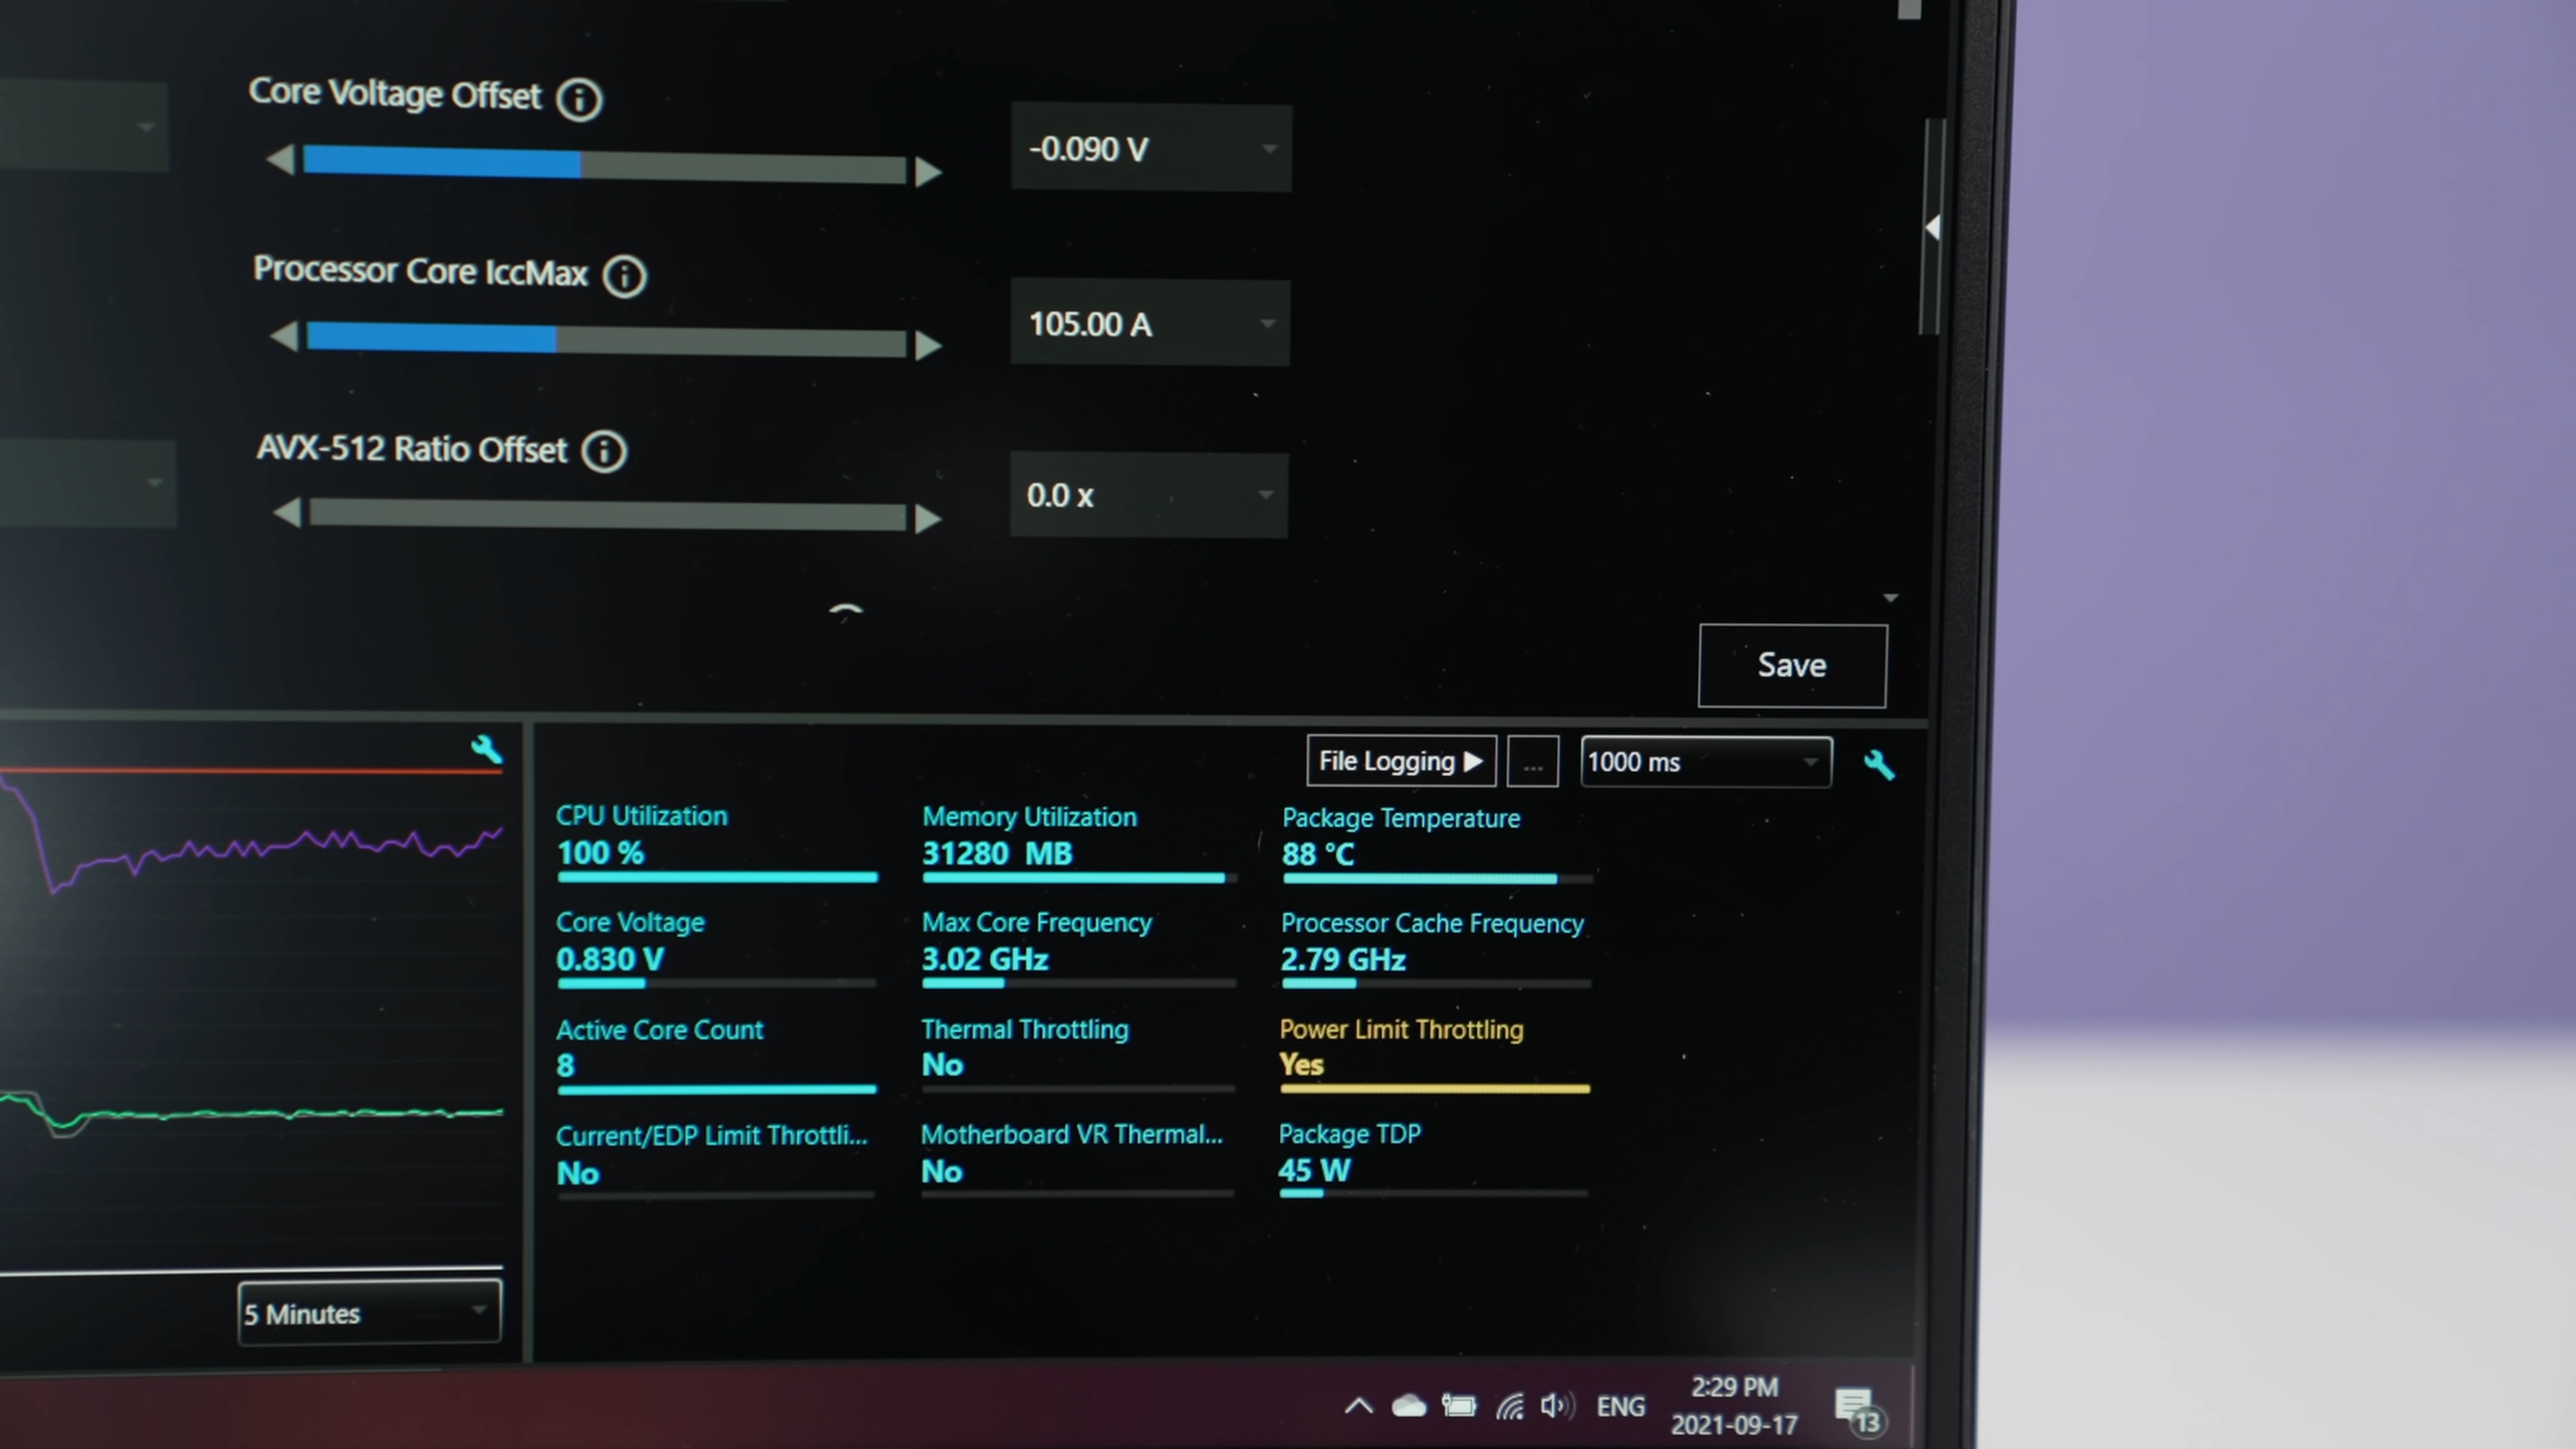 Core Voltage Offset
-0.090 V
Processor Core IccMax
105.00 A
AVX-512 Ratio Offset
0.0 x
Save
File Logging
...
1000 ms
CPU Utilization
100 %
Memory Utilization
31280 MB
Package Temperature
88 °C
Core Voltage
0.830 V
Max Core Frequency
3.02 GHz
Processor Cache Frequency
2.79 GHz
Active Core Count
8
Thermal Throttling
No
Power Limit Throttling
Yes
Current/EDP Limit Throttli...
No
Motherboard VR Thermal...
No
Package TDP
45 W
5 Minutes
ENG
2:29 PM
2021-09-17
13